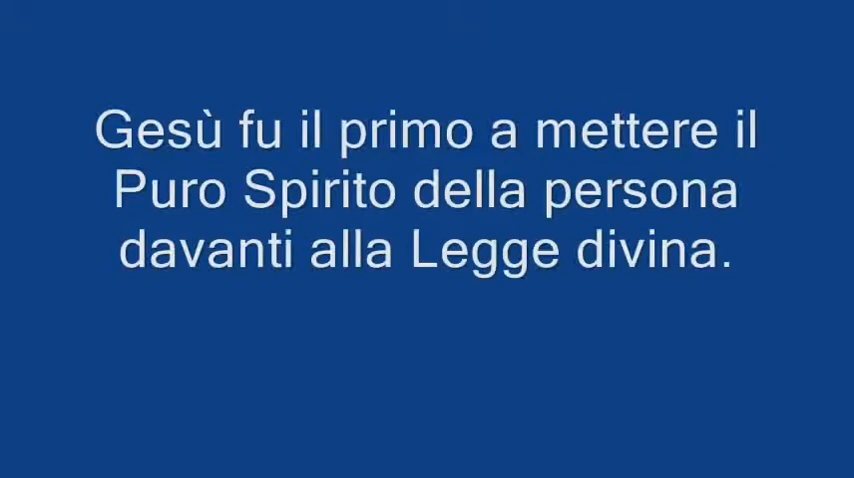 Gesù fu il primo a mettere il
Puro Spirito della persona
davanti alla Legge divina.